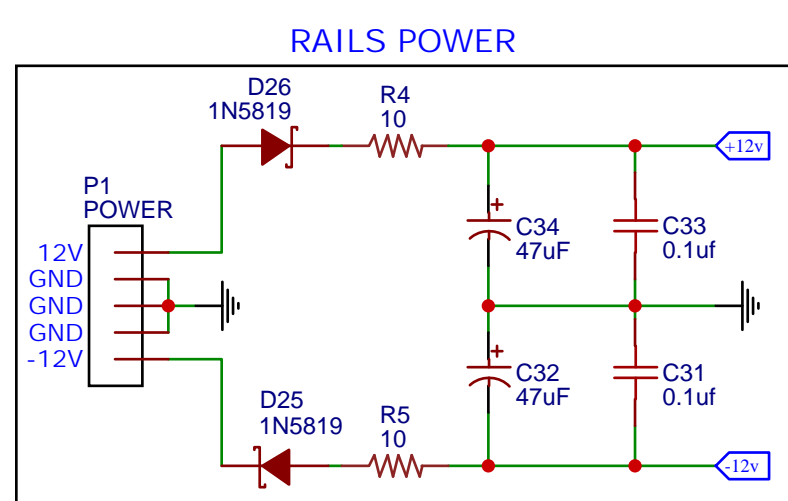 RAILS POWER
D26
1N5819
R4
10
+12v
P1
POWER
+
C34
47uF
C33
0.1uf
12V
GND
GND
GND
-12V
+
C32
47uF
C31
0.1uf
D25
1N5819
R5
10
-12v